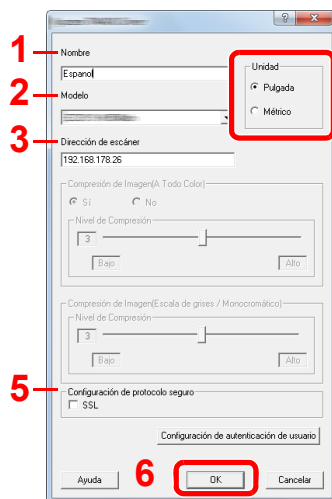 1
Nombre
Espanol
Unidad
Pulgada
Métrico
2
Modelo
3
Dirección de escáner
192.168.178.26
Compresión de Imagen(A Todo Color)
Sí
No
Nivel de Compresión
3
Bajo
Alto
Compresión de Imagen(Escala de grises / Monocromático)
Nivel de Compresión
3
Bajo
Alto
5
Configuración de protocolo seguro
SSL
Configuración de autenticación de usuario
6
Ayuda
OK
Cancelar